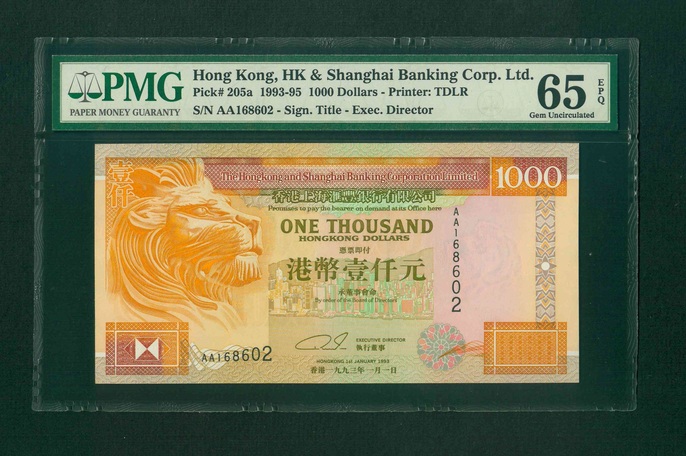 PMG
PAPER MONEY GUARANTY
Hong Kong, HK & Shanghai Banking Corp. Ltd.
Pick# 205a 1993-95 1000 Dollars - Printer: TDLR
S/N AA168602 - Sign. Title - Exec. Director
65 EPQ
Gem Uncirculated
壹仟
The Hongkong and Shanghai Banking Corporation Limited
1000
香港上海滙豐銀行有限公司
Promises to pay the bearer on demand at its Office here
ONE THOUSAND
HONGKONG DOLLARS
憑票即付
港幣壹仟元
承董事會命
By order of the Board of Directors
AA168602
EXECUTIVE DIRECTOR
執行董事
AA168602
HONGKONG 1st JANUARY 1993
香港一九九三年一月一日